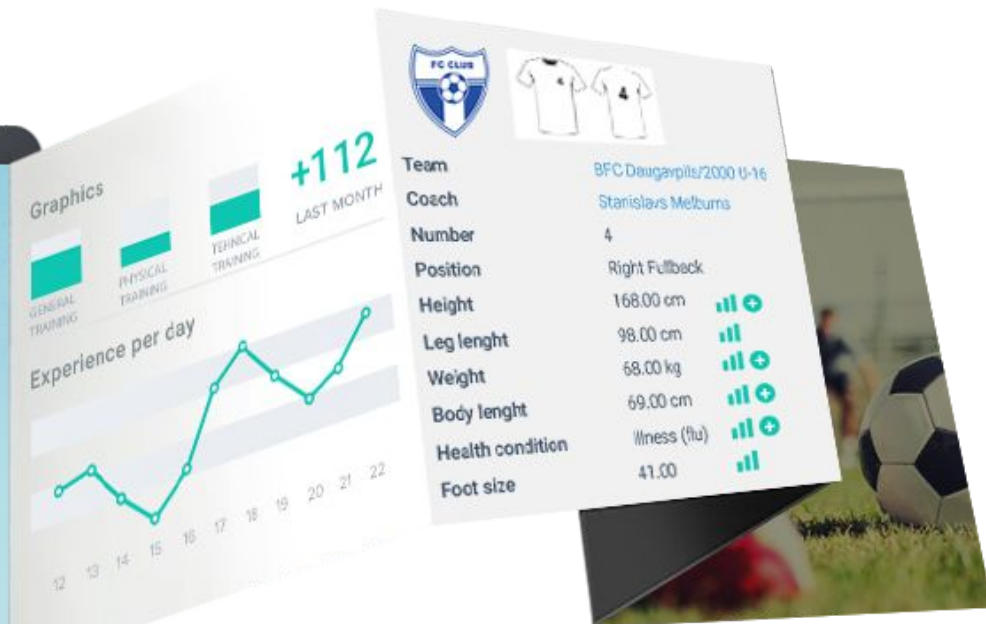 Graphics
+112
LAST MONTH
GENERAL
TRAINING
PHYSICAL
TRAINING
TEHNICAL
TRAINING
Experience per day
12 13 14 15 16 17 18 19 20 21 22
FC CLUB
4
4
Team BFC Daugavpils/2000 U-16
Coach Stanislavs Melbums
Number 4
Position Right Fullback
Height 168.00 cm
Leg lenght 98.00 cm
Weight 68.00 kg
Body lenght 69.00 cm
Health condition Illness (flu)
Foot size 41.00